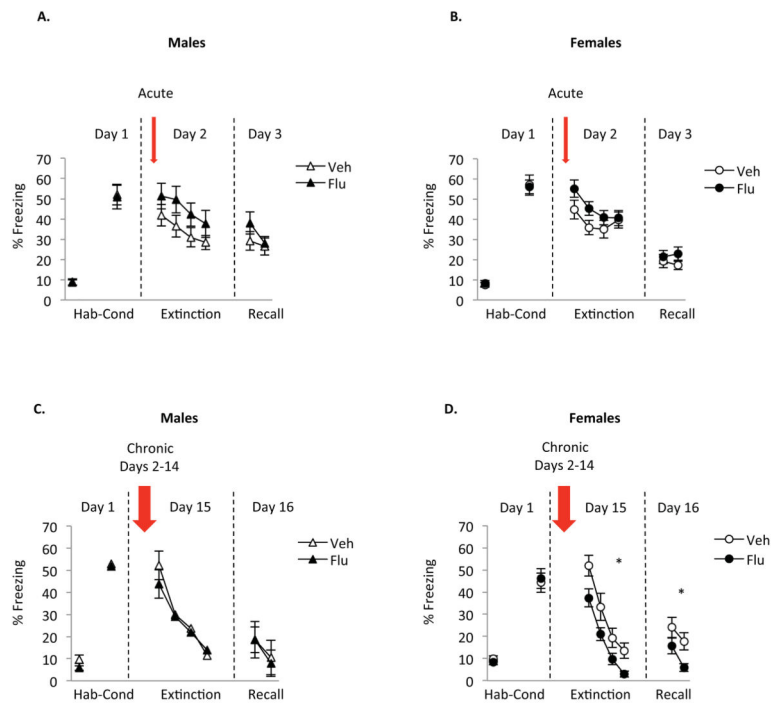 A.
Males
Acute
Day 1 Day 2 Day 3
70
60
50
40
30
20
10
0
% Freezing
Veh
Flu
Hab-Cond Extinction Recall
B.
Females
Acute
Day 1 Day 2 Day 3
70
60
50
40
30
20
10
0
% Freezing
Veh
Flu
Hab-Cond Extinction Recall
C.
Males
Chronic
Days 2-14
Day 1 Day 15 Day 16
70
60
50
40
30
20
10
0
% Freezing
Veh
Flu
Hab-Cond Extinction Recall
D.
Females
Chronic
Days 2-14
Day 1 Day 15 Day 16
70
60
50
40
30
20
10
0
% Freezing
Veh
Flu
*
*
Hab-Cond Extinction Recall